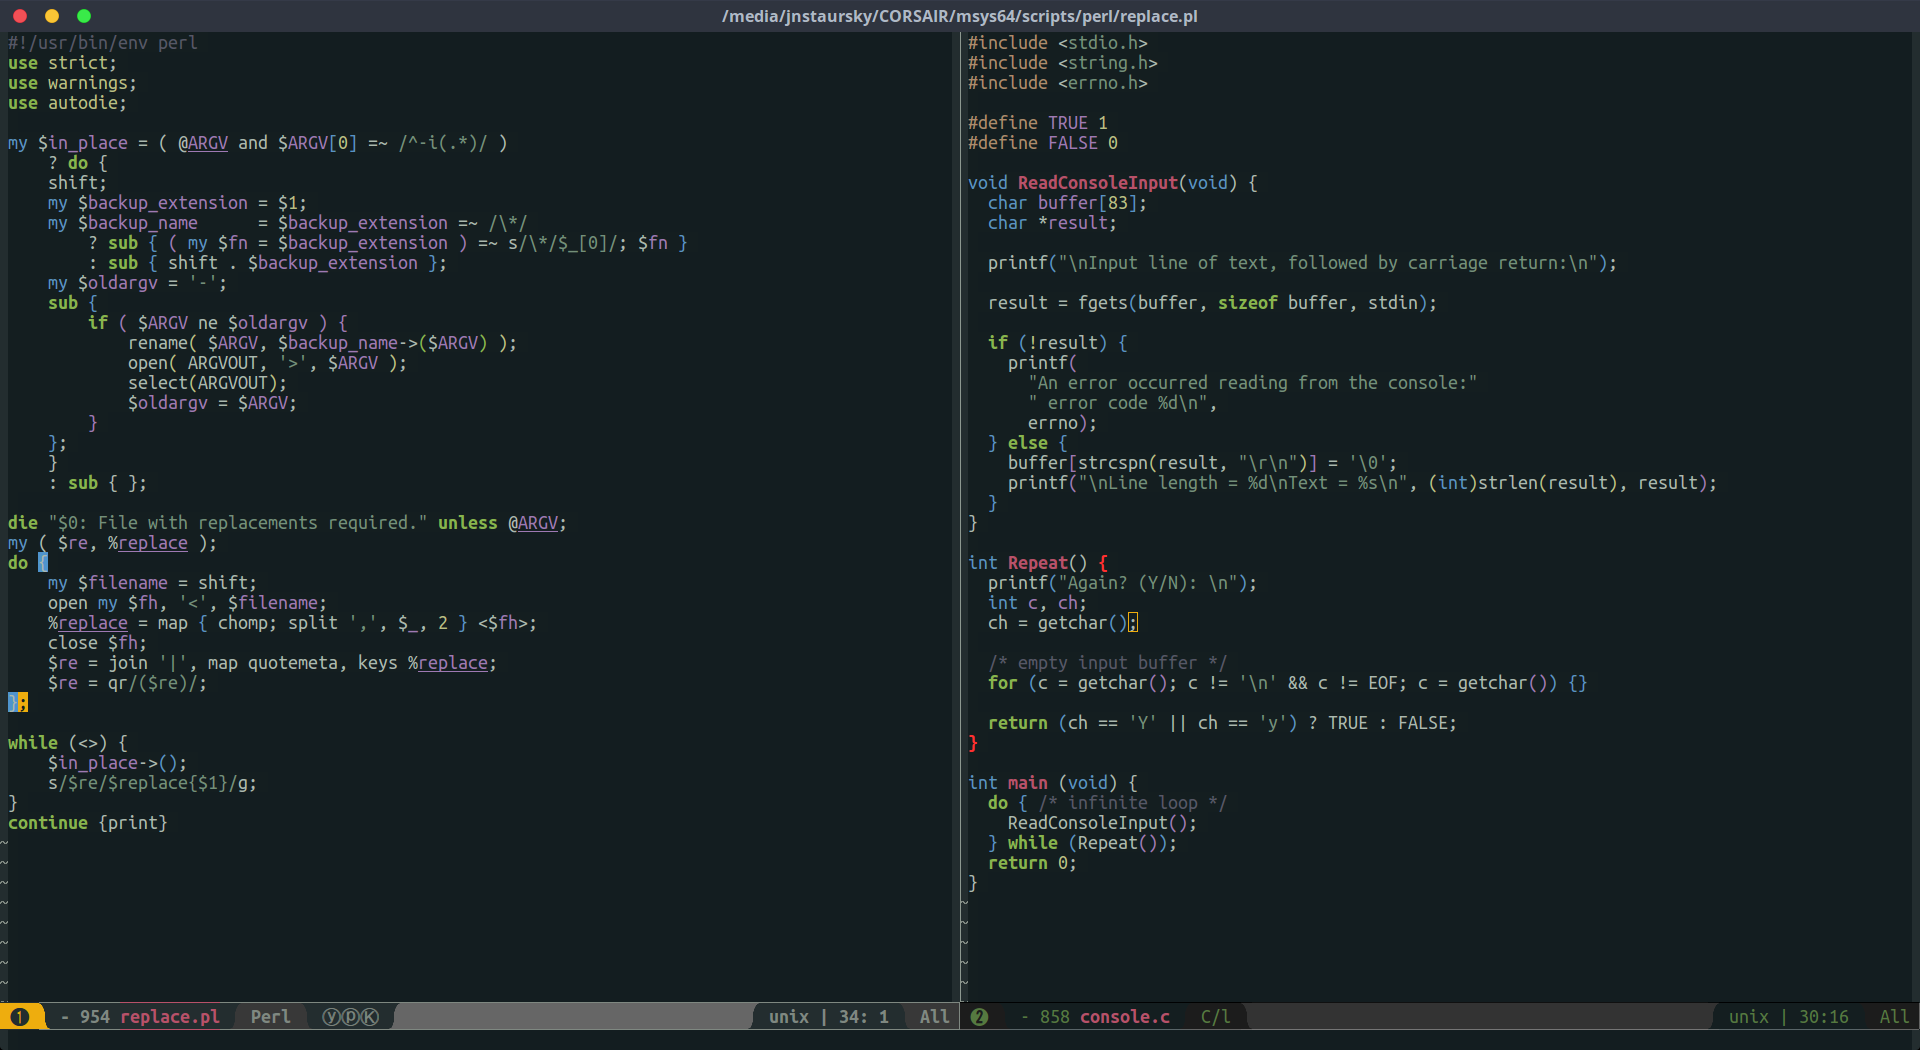 /media/jnstaursky/CORSAIR/msys64/scripts/perl/replace.pl
#!/usr/bin/env perl
use strict;
use warnings;
use autodie;
my $in_place = ( @ARGV and $ARGV[0] =~ /^-i(.*)/ )
    ? do {
    shift;
    my $backup_extension = $1;
    my $backup_name      = $backup_extension =~ /\*/
        ? sub { ( my $fn = $backup_extension ) =~ s/\*/$_[0]/; $fn }
        : sub { shift . $backup_extension };
    my $oldargv = '-';
    sub {
        if ( $ARGV ne $oldargv ) {
            rename( $ARGV, $backup_name->($ARGV) );
            open( ARGVOUT, '>', $ARGV );
            select(ARGVOUT);
            $oldargv = $ARGV;
        }
    };
    }
    : sub { };
die "$0: File with replacements required." unless @ARGV;
my ( $re, %replace );
do {
    my $filename = shift;
    open my $fh, '<', $filename;
    %replace = map { chomp; split ',', $_, 2 } <$fh>;
    close $fh;
    $re = join '|', map quotemeta, keys %replace;
    $re = qr/($re)/;
};
while (<>) {
    $in_place->();
    s/$re/$replace{$1}/g;
}
continue {print}
~
~
~
~
~
~
~
~
❶ - 954 replace.pl Perl ⓨⓟⓀ unix | 34: 1 All
#include <stdio.h>
#include <string.h>
#include <errno.h>
#define TRUE 1
#define FALSE 0
void ReadConsoleInput(void) {
  char buffer[83];
  char *result;
  printf("\nInput line of text, followed by carriage return:\n");
  result = fgets(buffer, sizeof buffer, stdin);
  if (!result) {
    printf(
      "An error occurred reading from the console:"
      " error code %d\n",
      errno);
  } else {
    buffer[strcspn(result, "\r\n")] = '\0';
    printf("\nLine length = %d\nText = %s\n", (int)strlen(result), result);
  }
}
int Repeat() {
  printf("Again? (Y/N): \n");
  int c, ch;
  ch = getchar();
  /* empty input buffer */
  for (c = getchar(); c != '\n' && c != EOF; c = getchar()) {}
  return (ch == 'Y' || ch == 'y') ? TRUE : FALSE;
}
int main (void) {
  do { /* infinite loop */
    ReadConsoleInput();
  } while (Repeat());
  return 0;
}
~
~
~
~
~
❷ - 858 console.c C/l unix | 30:16 All